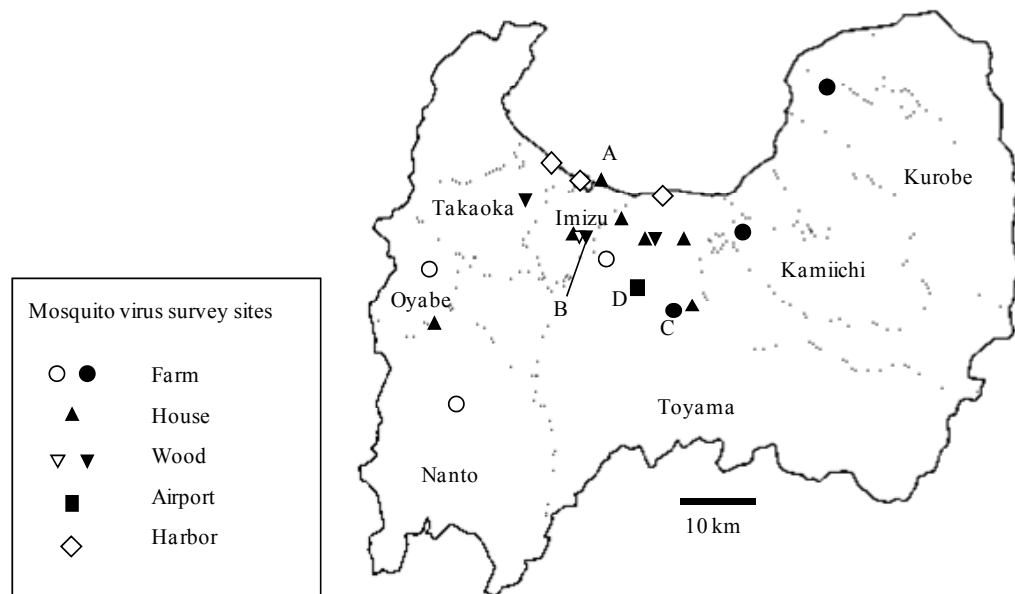 A
Kurobe
Takaoka
Imizu
Kamiichi
Oyabe
B
D
C
Toyama
Nanto
10 km
Mosquito virus survey sites
Farm
House
Wood
Airport
Harbor